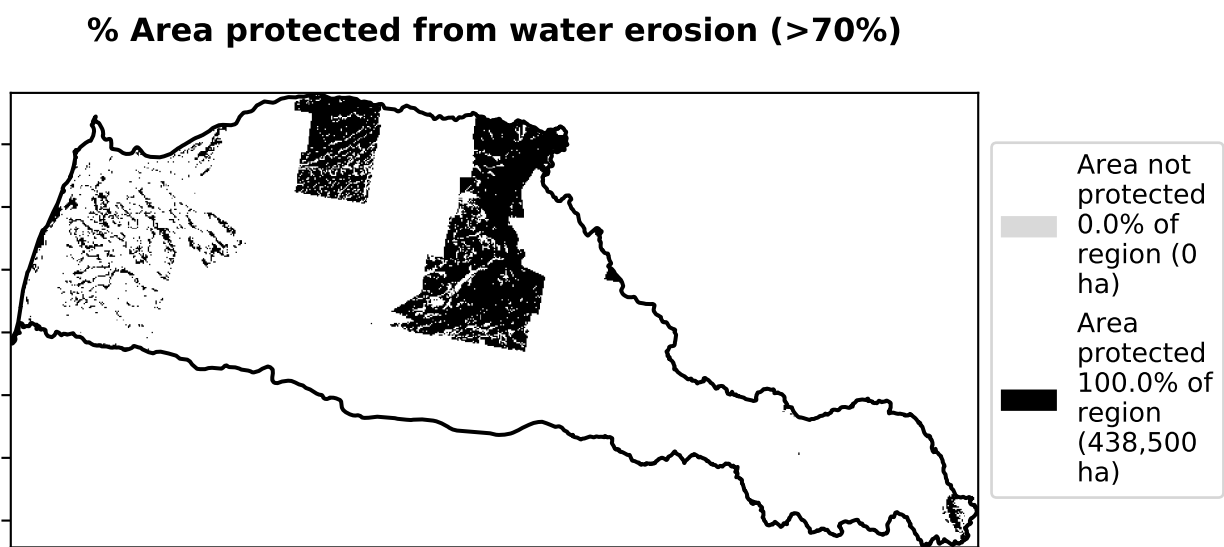 % Area protected from water erosion (>70%)
Area not
protected
0.0% of
region (0
ha)
Area
protected
100.0% of
region
(438,500
ha)